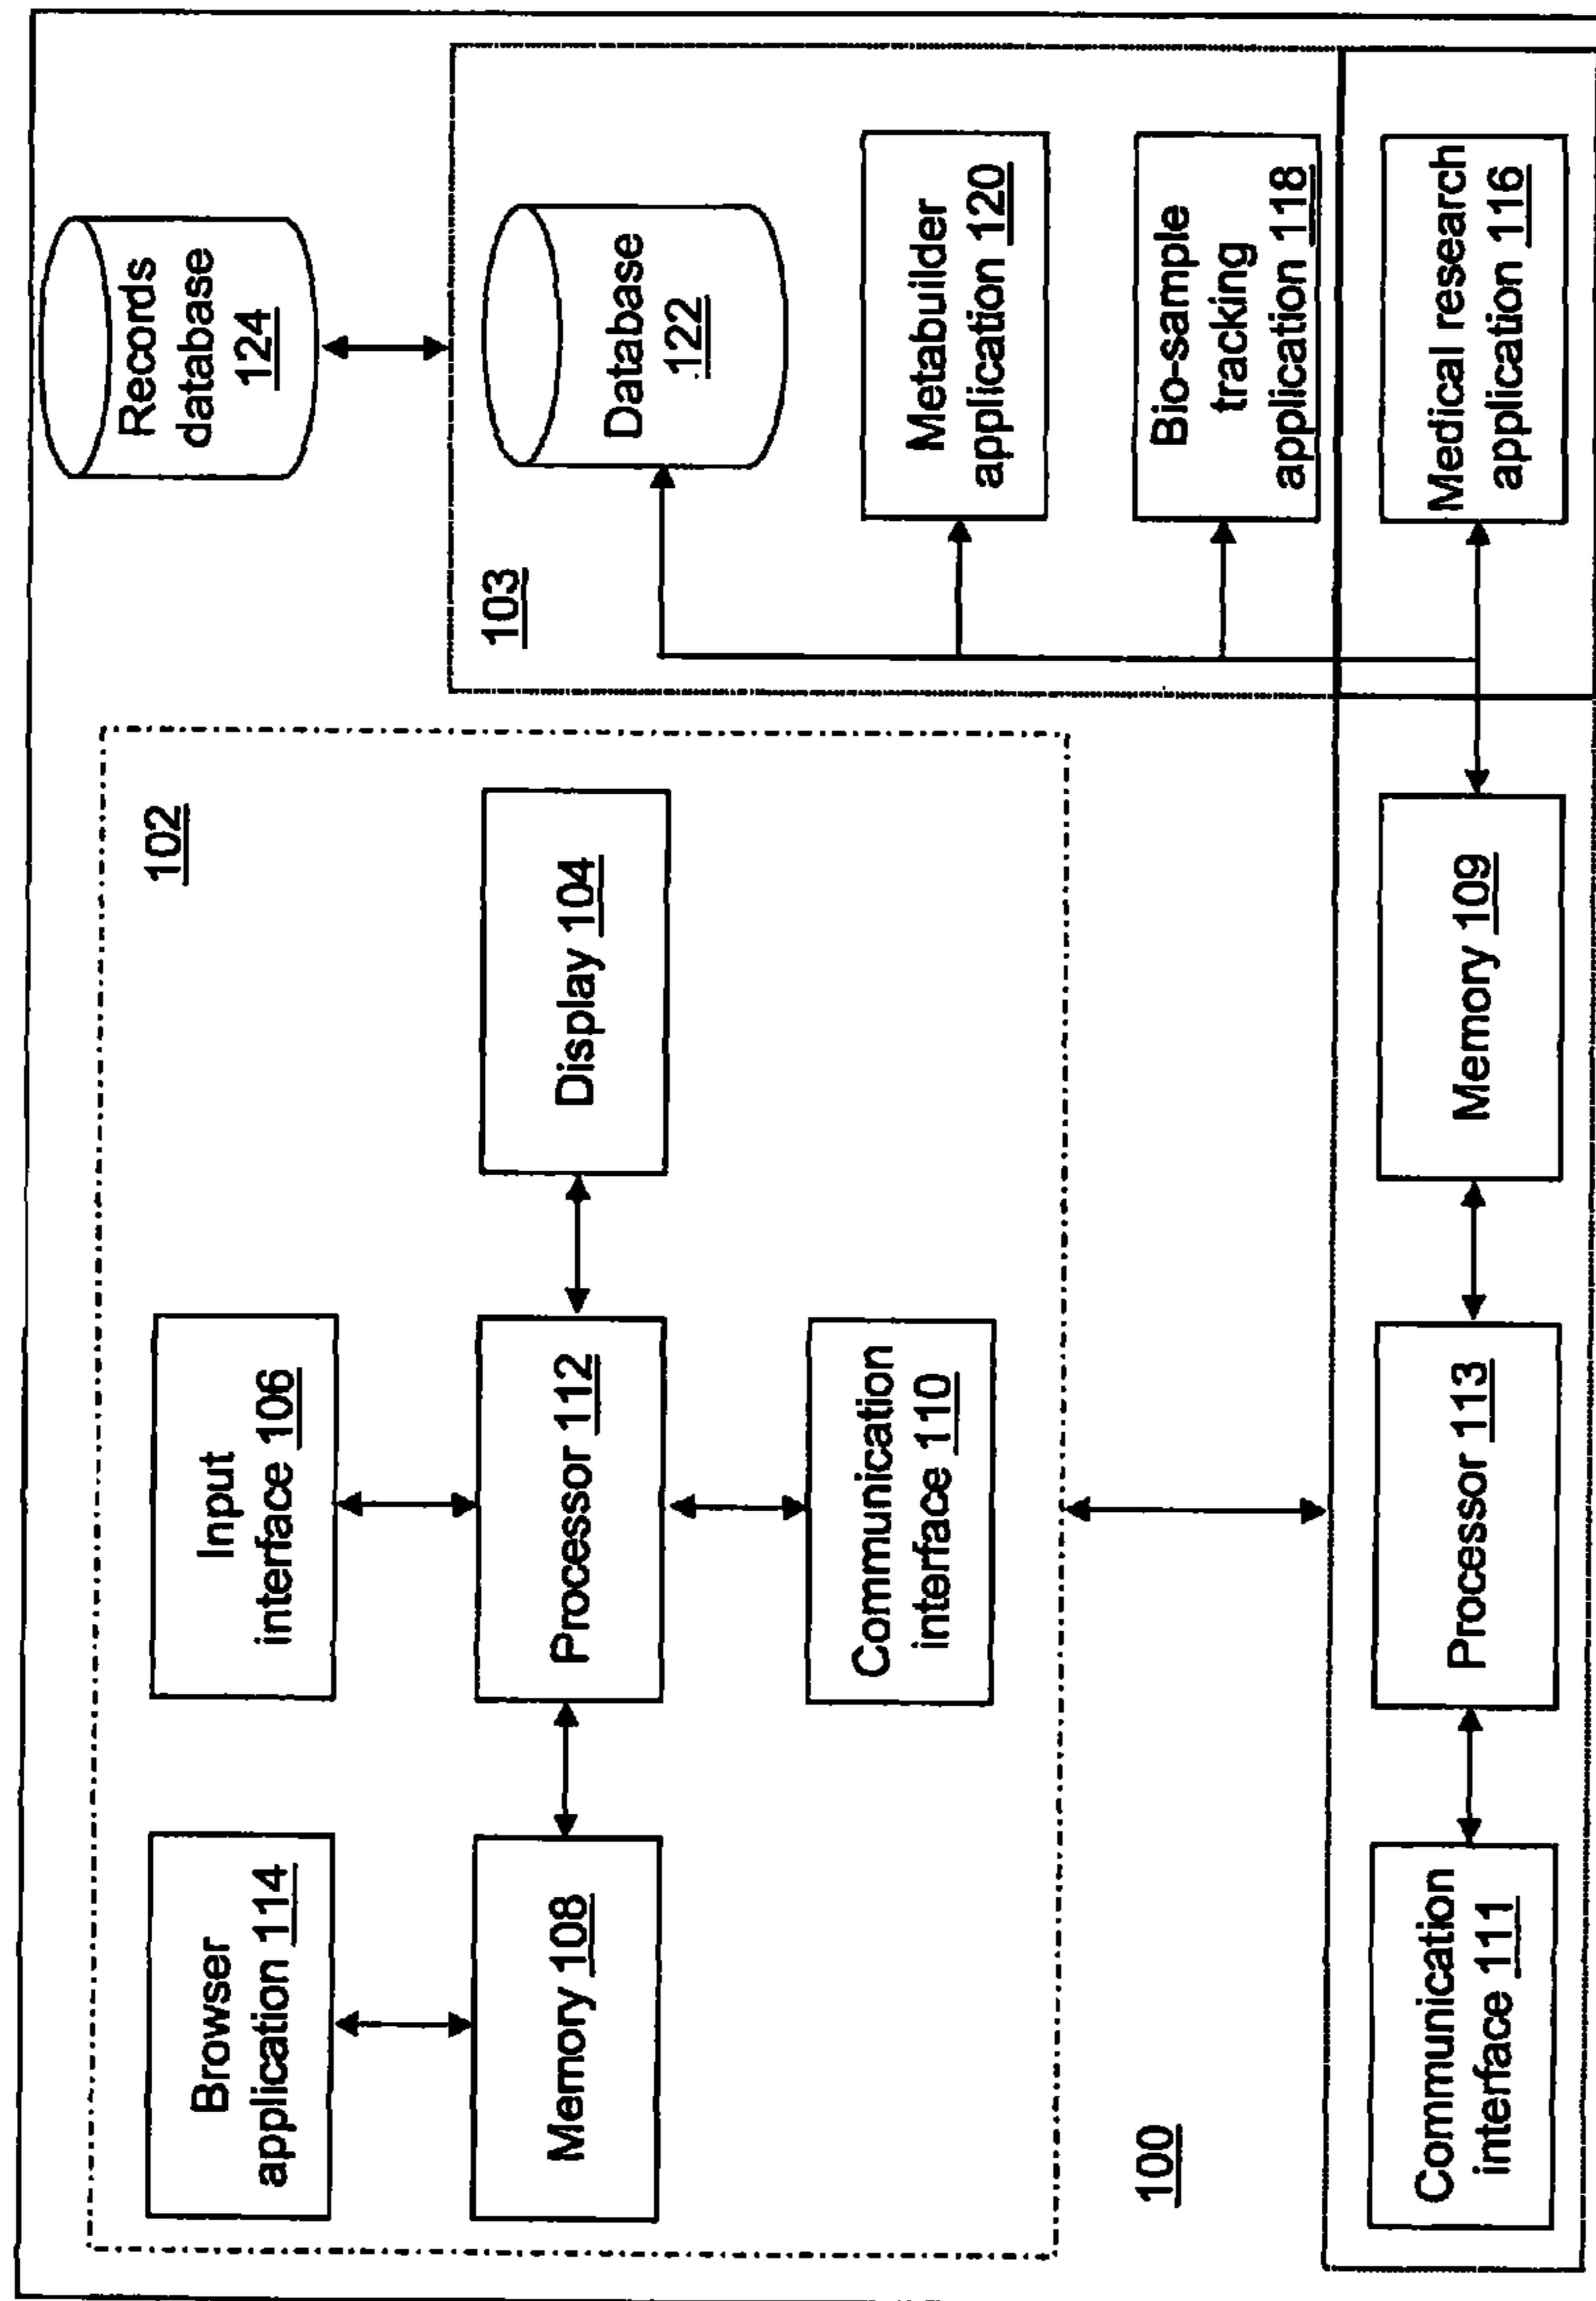 Browser
application 114
Input
interface 106
102
Memory 108
Processor 112
Display 104
Communication
interface 110
100
Communication
interface 111
Processor 113
Memory 109
Records
database
124
103
Database
122
Metabuilder
application 120
Bio-sample
tracking
application 118
Medical research
application 116